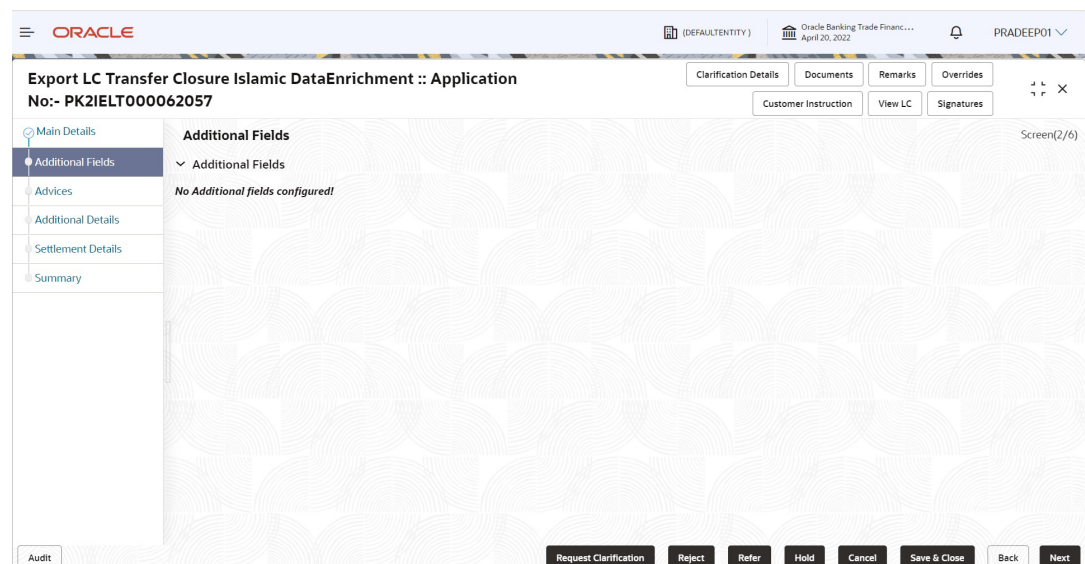 ORACLE
(DEFAULTENTITY )
Oracle Banking Trade Financ...
April 20, 2022
PRADEEP01
Export LC Transfer Closure Islamic DataEnrichment :: Application
No:- PK2IELT000062057
Clarification Details
Documents
Remarks
Overrides
Customer Instruction
View LC
Signatures
Main Details
Additional Fields
Advices
Additional Details
Settlement Details
Summary
Additional Fields
Screen(2/6)
Additional Fields
No Additional fields configured!
Audit
Request Clarification
Reject
Refer
Hold
Cancel
Save & Close
Back
Next